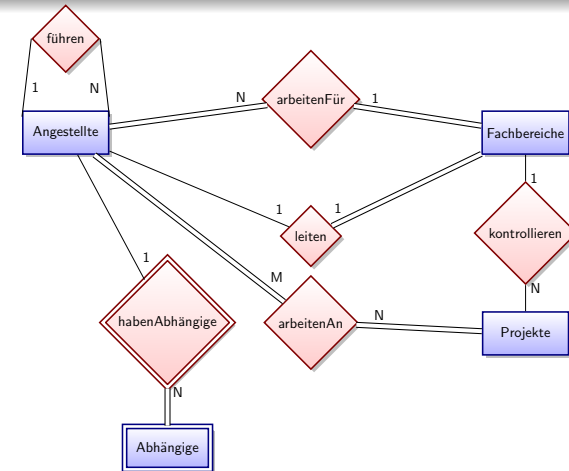 führen
1
N
Angestellte
N
arbeitenFür
1
Fachbereiche
1
leiten
1
1
kontrollieren
N
1
M
habenAbhängige
arbeitenAn
N
Projekte
N
Abhängige